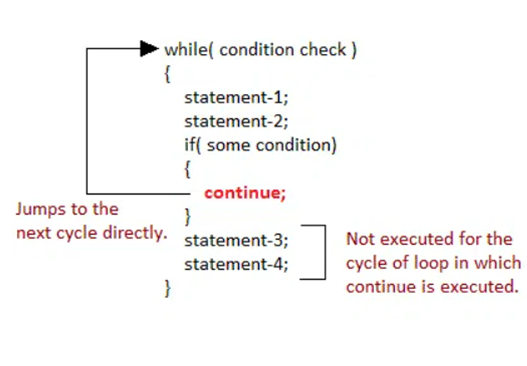 while( condition check )
{
statement-1;
statement-2;
if( some condition)
{
continue;
}
statement-3;
statement-4;
}
Jumps to the
next cycle directly.
Not executed for the
cycle of loop in which
continue is executed.